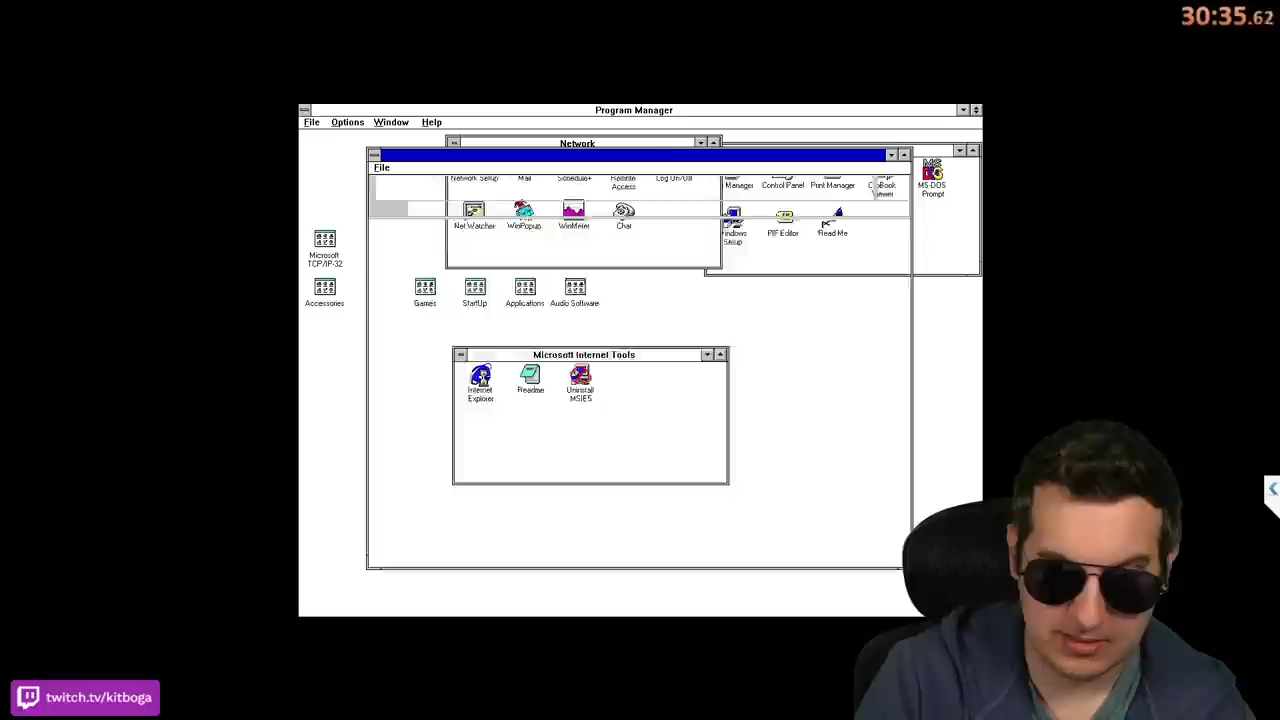 30:35.62
Program Manager
File Options Window Help
Network
File
Network Setup Mail Schedule+ Remote Access Log On/Off
Manager Control Panel Print Manager ClipBook Viewer MS-DOS Prompt
Net Watcher WinPopup WinMeter Chat
Setup PIF Editor Read Me
Microsoft TCP/IP-32
Accessories Games StartUp Applications Audio Software
Microsoft Internet Tools
Internet Explorer Readme Uninstall MSIE5
twitch.tv/kitboga